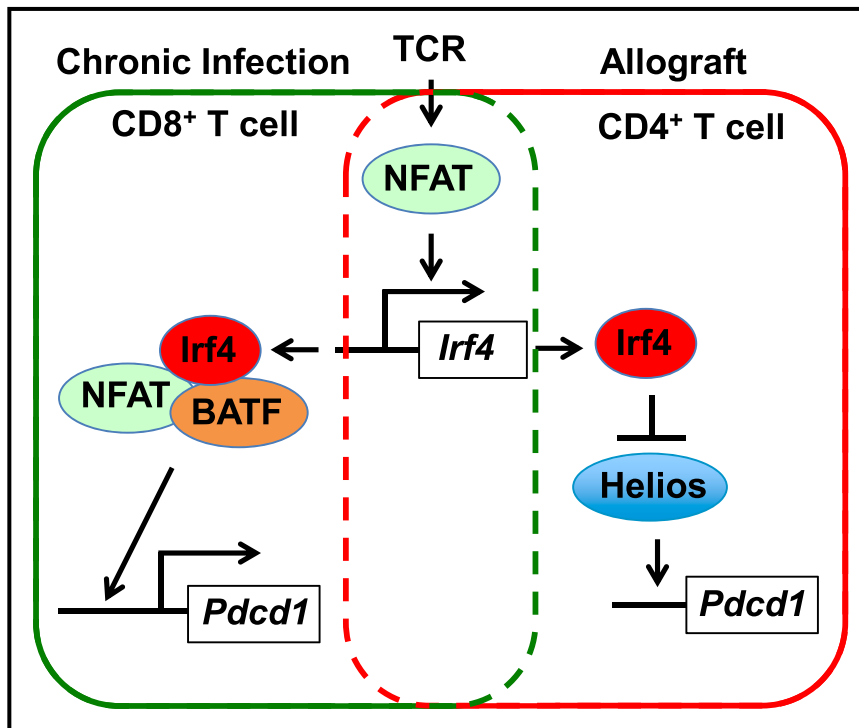 TCR
Chronic Infection
Allograft
CD8⁺ T cell
CD4⁺ T cell
NFAT
Irf4
Irf4
Irf4
NFAT
BATF
Helios
Pdcd1
Pdcd1